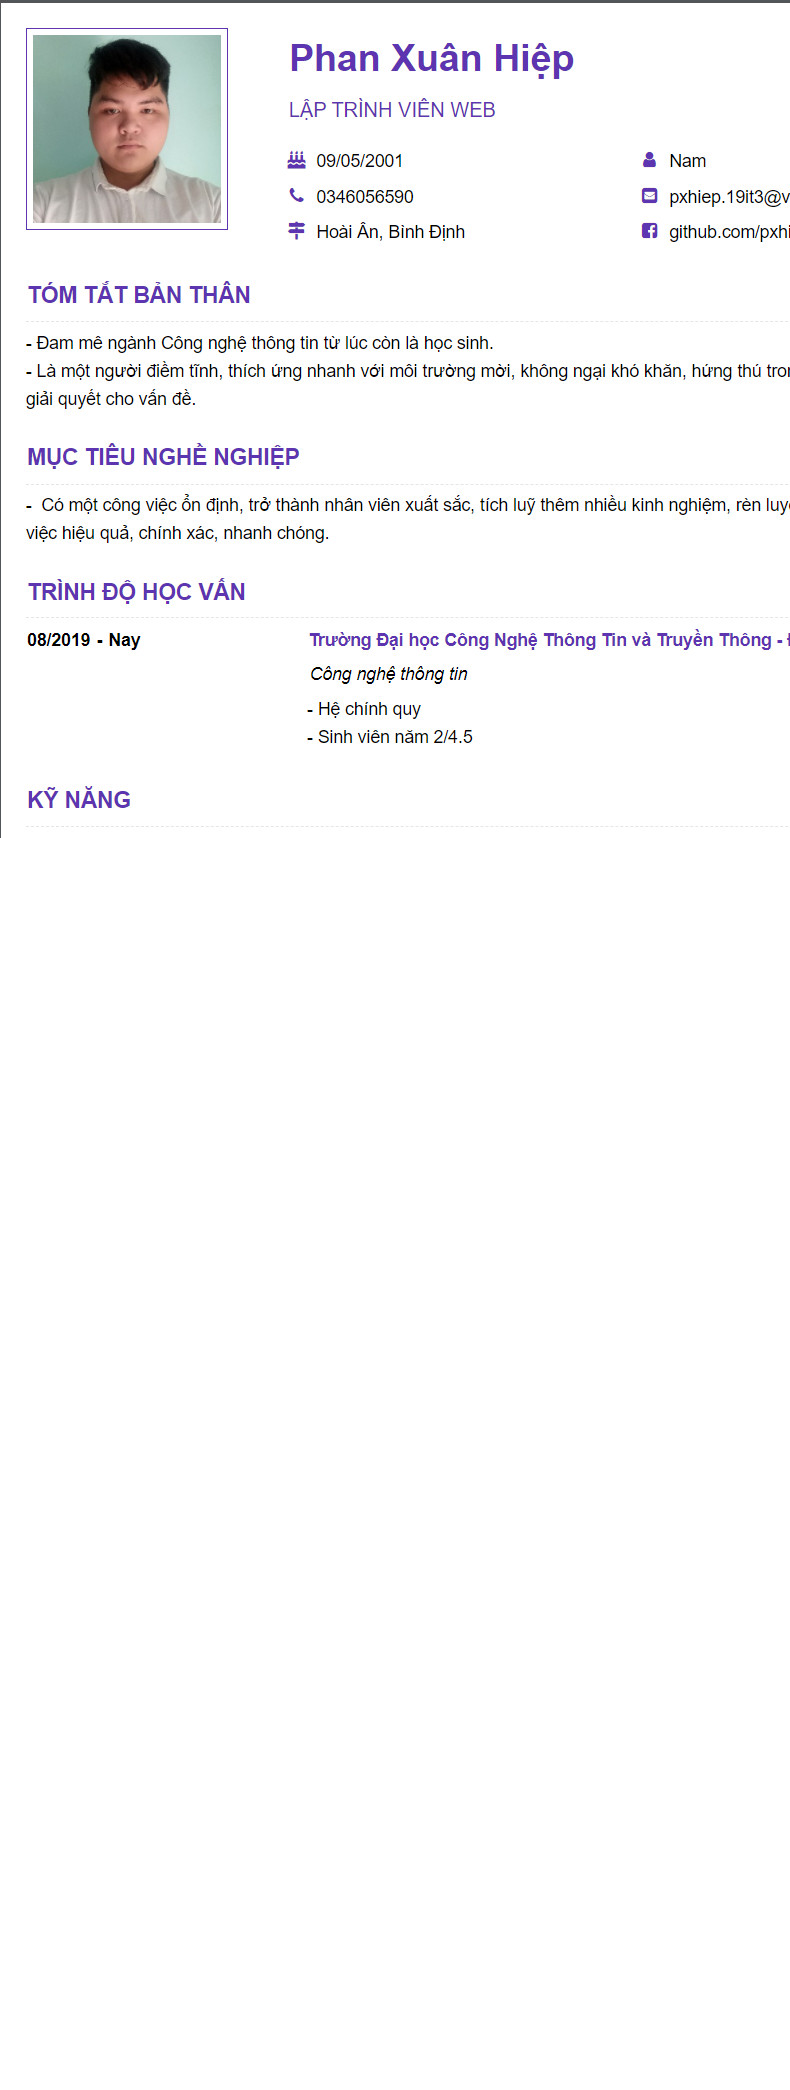 Phan Xuân Hiệp
LẬP TRÌNH VIÊN WEB
09/05/2001
Nam
0346056590
pxhiep.19it3@v
Hoài Ân, Bình Định
github.com/pxhi
TÓM TẮT BẢN THÂN
- Đam mê ngành Công nghệ thông tin từ lúc còn là học sinh.
- Là một người điềm tĩnh, thích ứng nhanh với môi trường mời, không ngại khó khăn, hứng thú tron
giải quyết cho vấn đề.
MỤC TIÊU NGHỀ NGHIỆP
- Có một công việc ổn định, trở thành nhân viên xuất sắc, tích luỹ thêm nhiều kinh nghiệm, rèn luyệ
việc hiệu quả, chính xác, nhanh chóng.
TRÌNH ĐỘ HỌC VẤN
08/2019 - Nay
Trường Đại học Công Nghệ Thông Tin và Truyền Thông -
Công nghệ thông tin
- Hệ chính quy
- Sinh viên năm 2/4.5
KỸ NĂNG